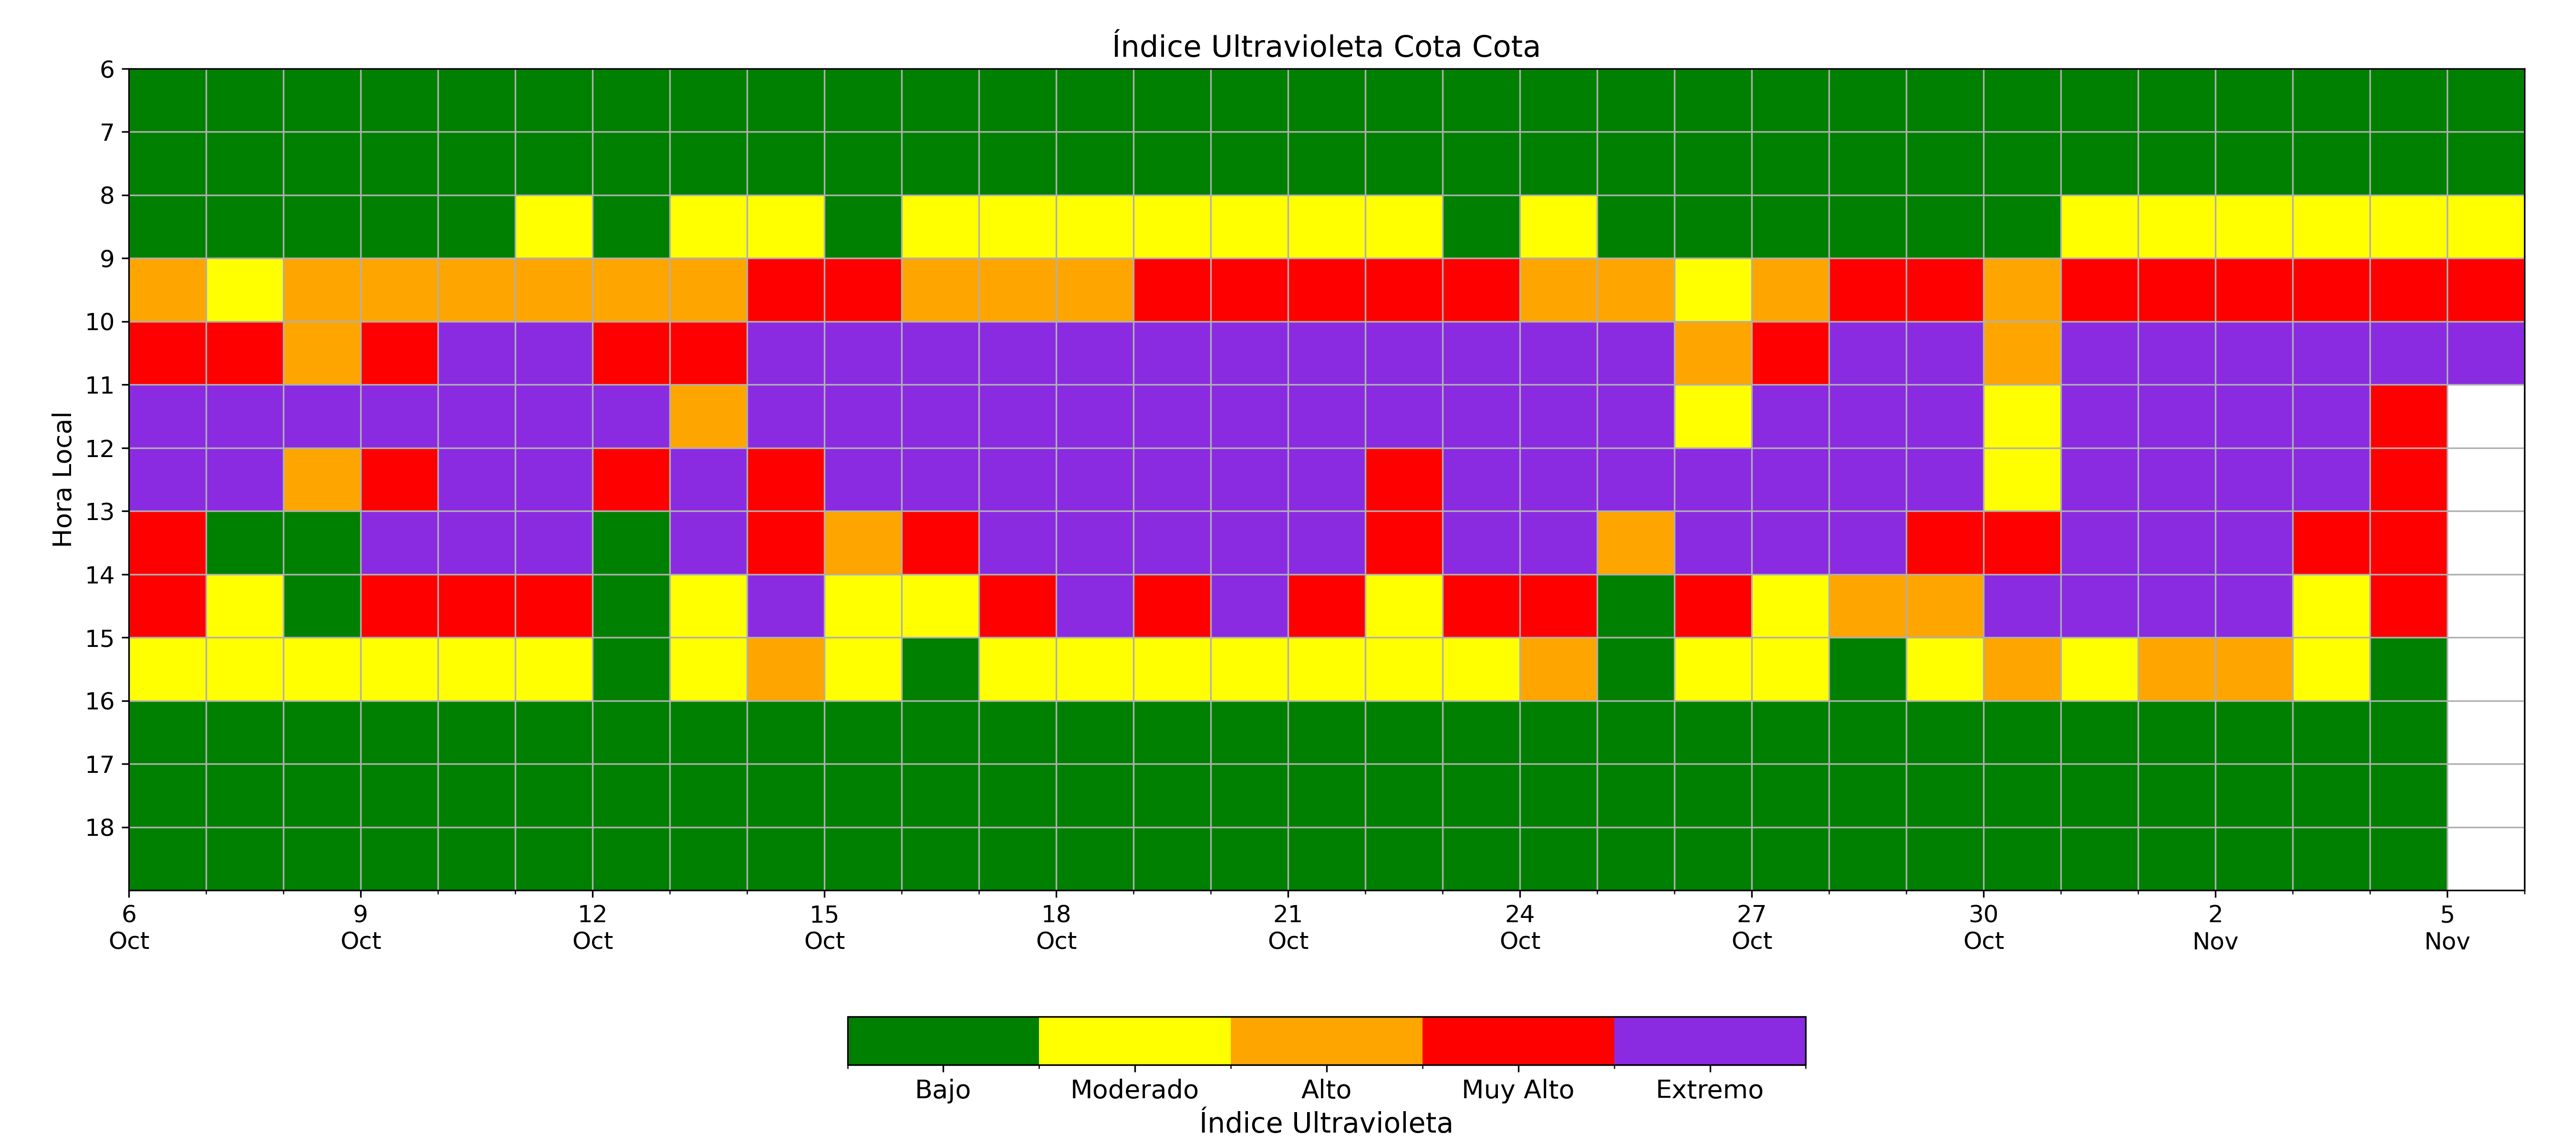 Índice Ultravioleta Cota Cota
Hora Local
6
7
8
9
10
11
12
13
14
15
16
17
18
6 9 12 15 18 21 24 27 30 2 5
Oct Oct Oct Oct Oct Oct Oct Oct Oct Nov Nov
Bajo Moderado Alto Muy Alto Extremo
Índice Ultravioleta